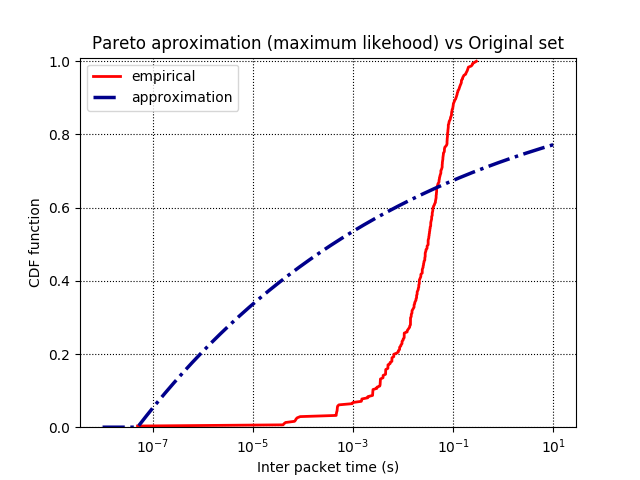 Pareto aproximation (maximum likehood) vs Original set
empirical
approximation
CDF function
1.0
0.8
0.6
0.4
0.2
0.0
10⁻⁷ 10⁻⁵ 10⁻³ 10⁻¹ 10¹
Inter packet time (s)